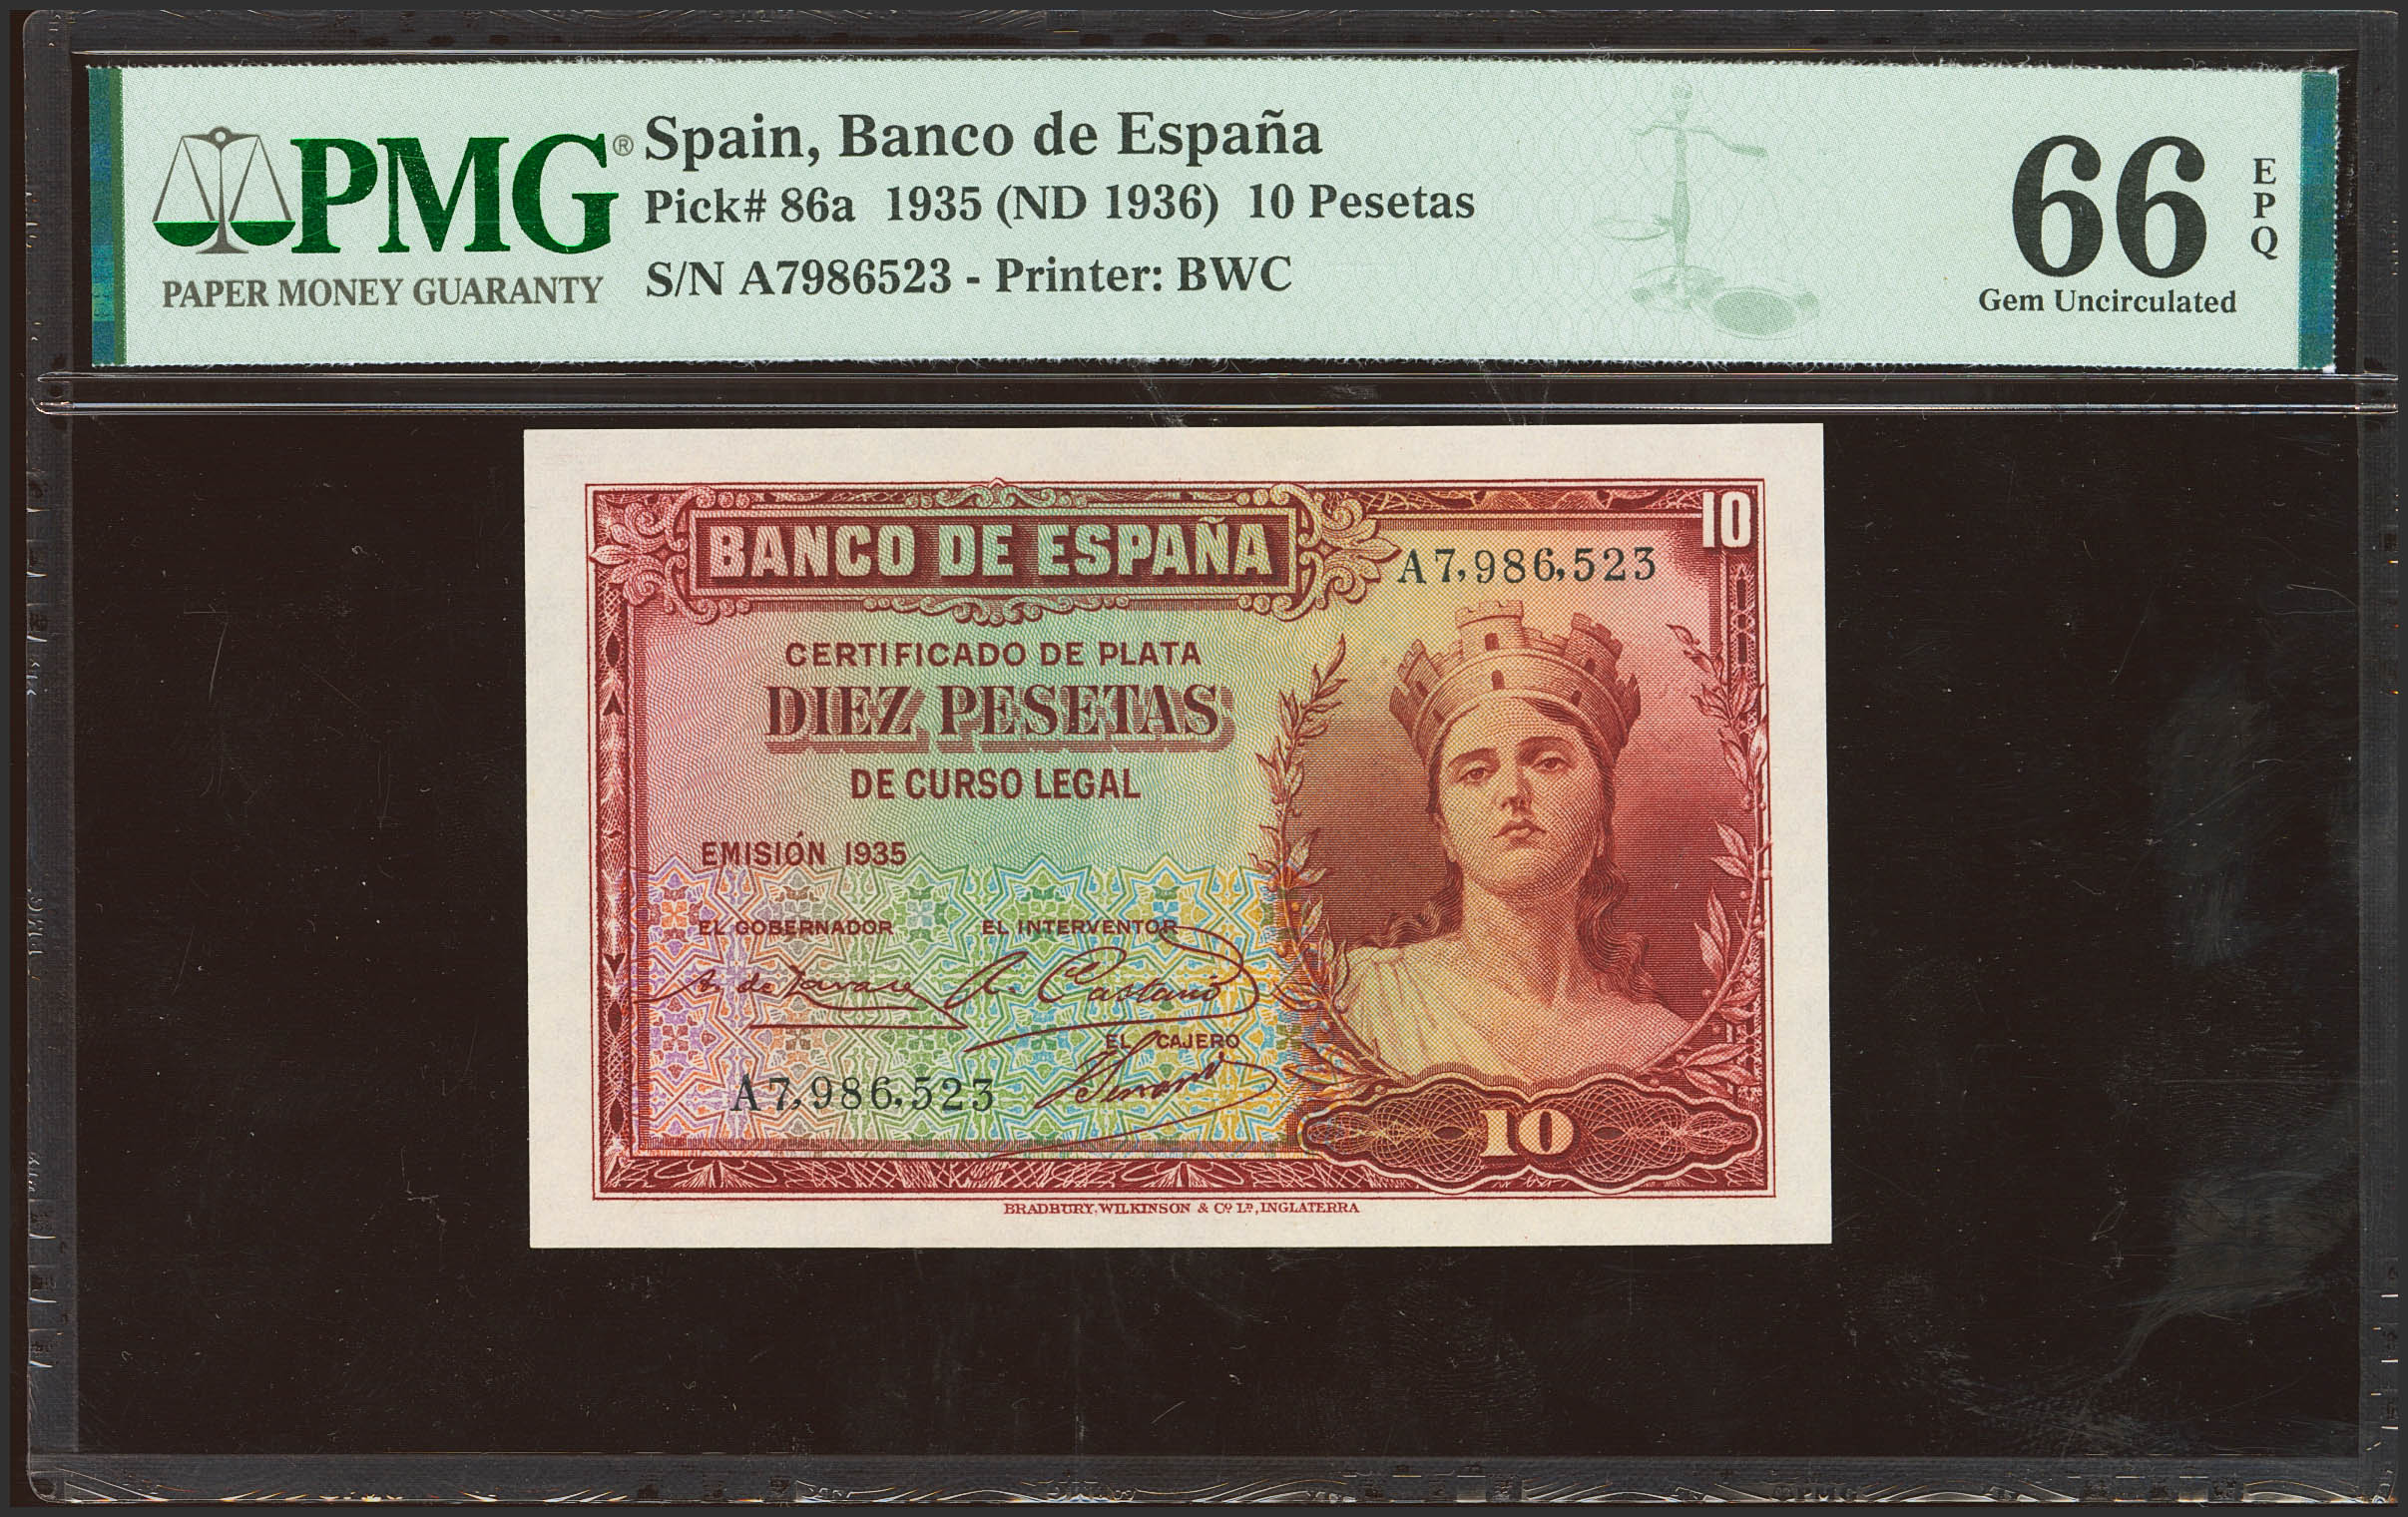 PMG®
PAPER MONEY GUARANTY
Spain, Banco de España
Pick# 86a 1935 (ND 1936) 10 Pesetas
S/N A7986523 - Printer: BWC
66
EPQ
Gem Uncirculated
BANCO DE ESPAÑA
10
A7,986,523
CERTIFICADO DE PLATA
DIEZ PESETAS
DE CURSO LEGAL
EMISIÓN 1935
EL GOBERNADOR EL INTERVENTOR
EL CAJERO
A7,986,523
10
BRADBURY, WILKINSON & Cº Lᴅ, INGLATERRA